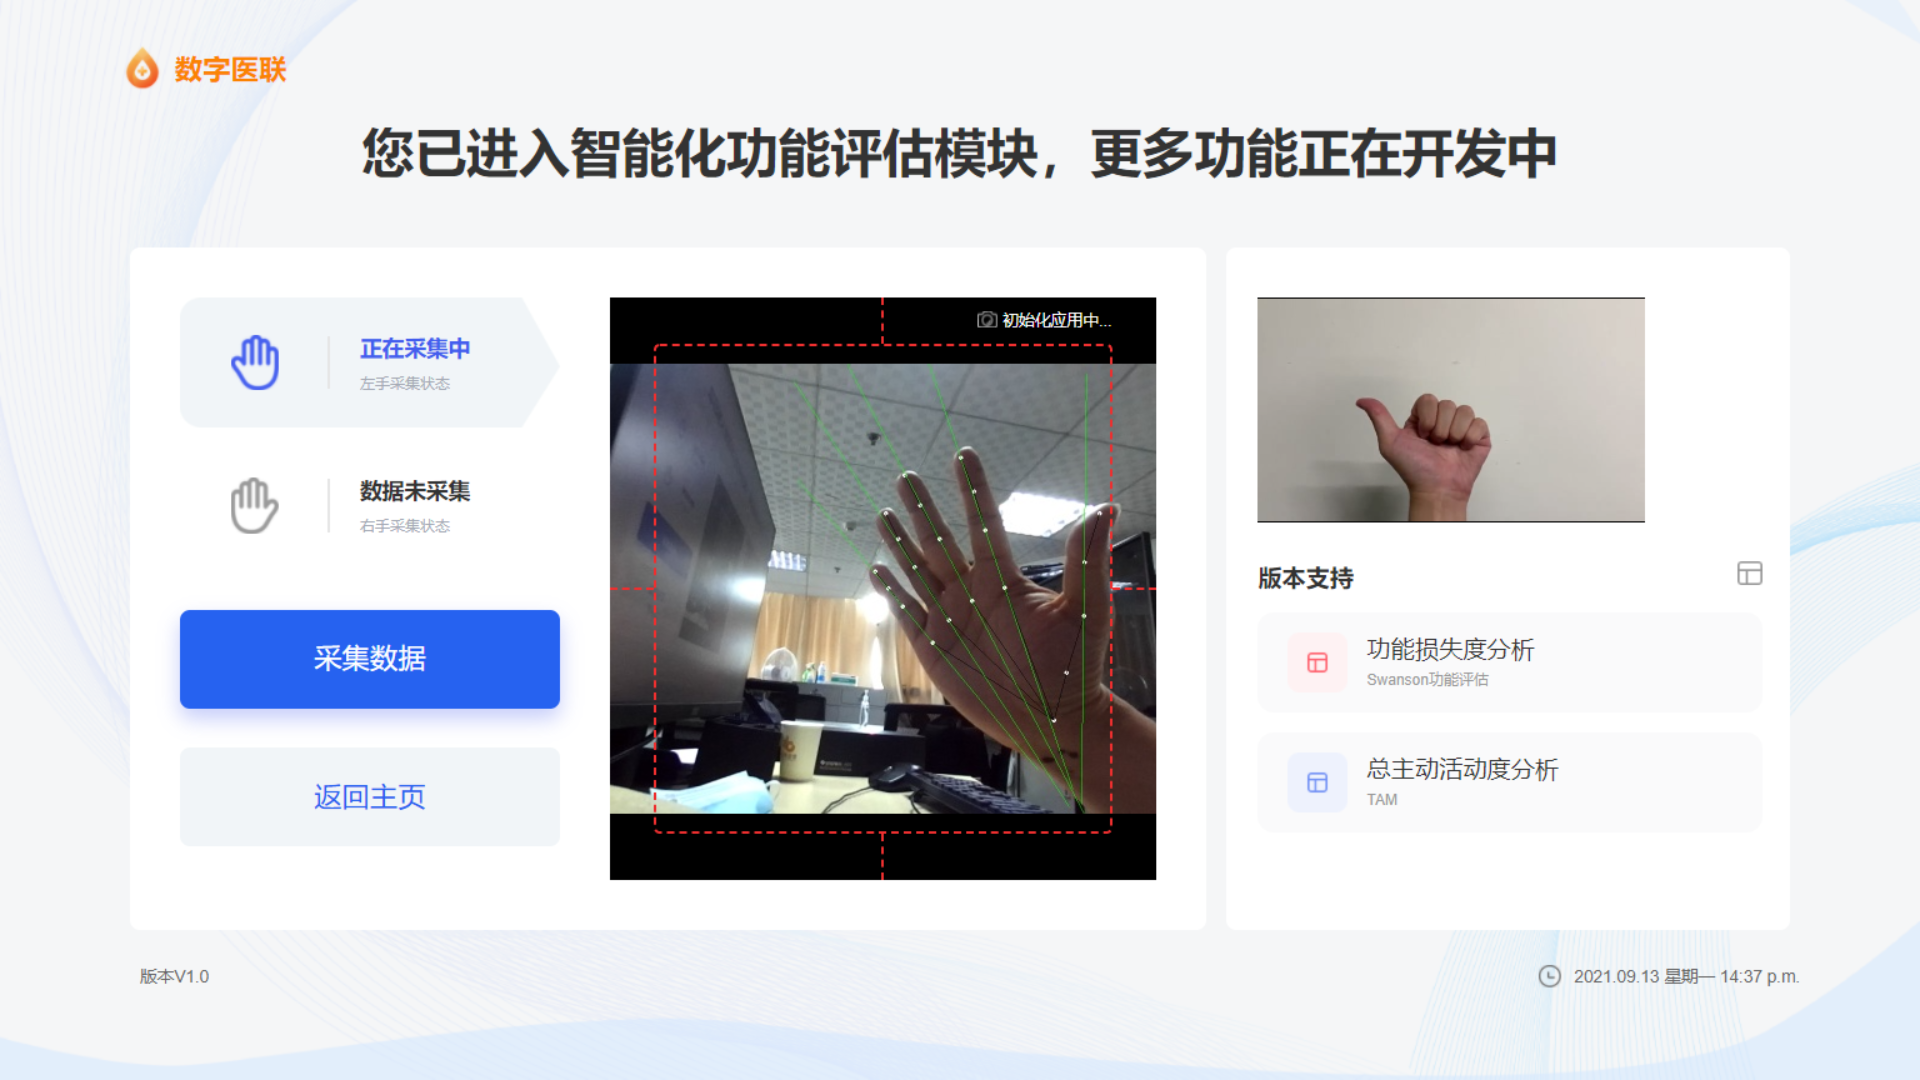 数字医联
您已进入智能化功能评估模块，更多功能正在开发中
正在采集中
左手采集状态
数据未采集
右手采集状态
采集数据
返回主页
初始化应用中...
版本支持
功能损失度分析
Swanson功能评估
总主动活动度分析
TAM
版本V1.0
2021.09.13 星期一 14:37 p.m.